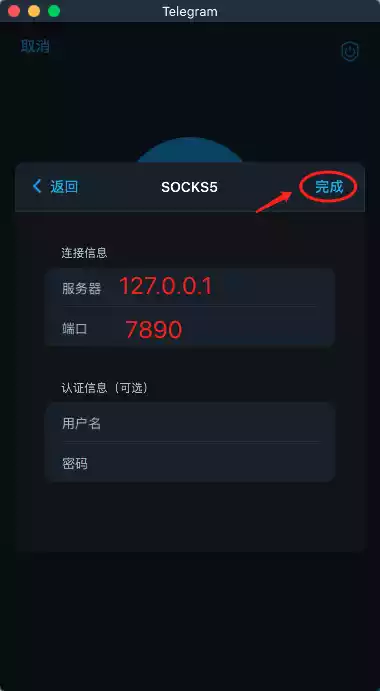 Telegram
取消
返回 SOCKS5 完成
连接信息
服务器 127.0.0.1
端口 7890
认证信息（可选）
用户名
密码